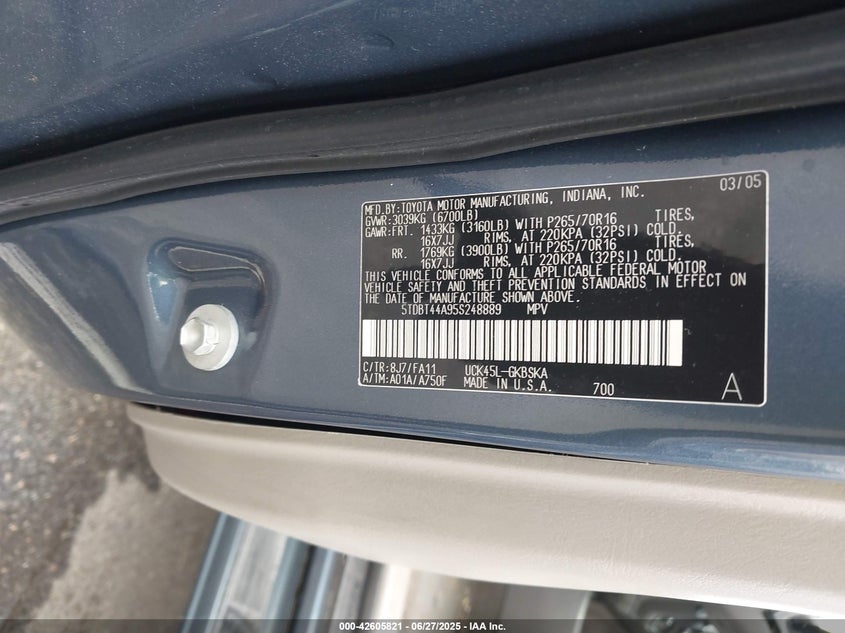 03/05
MFD. BY: TOYOTA MOTOR MANUFACTURING, INDIANA, INC.
GVWR: 3039KG (6700LB)
GAWR: FRT. 1433KG (3160LB) WITH P265/70R16 TIRES,
16X7JJ RIMS, AT 220KPA (32PSI) COLD.
RR. 1769KG (3900LB) WITH P265/70R16 TIRES,
16X7JJ RIMS, AT 220KPA (32PSI) COLD.
THIS VEHICLE CONFORMS TO ALL APPLICABLE FEDERAL MOTOR
VEHICLE SAFETY AND THEFT PREVENTION STANDARDS IN EFFECT ON
THE DATE OF MANUFACTURE SHOWN ABOVE.
5TDBT44A95S248889 MPV
C/TR: 8J7/FA11 UCK45L-GKBSKA
A/TM: A01A/A750F MADE IN U.S.A. 700 A
000-42605821 - 06/27/2025 - IAA Inc.